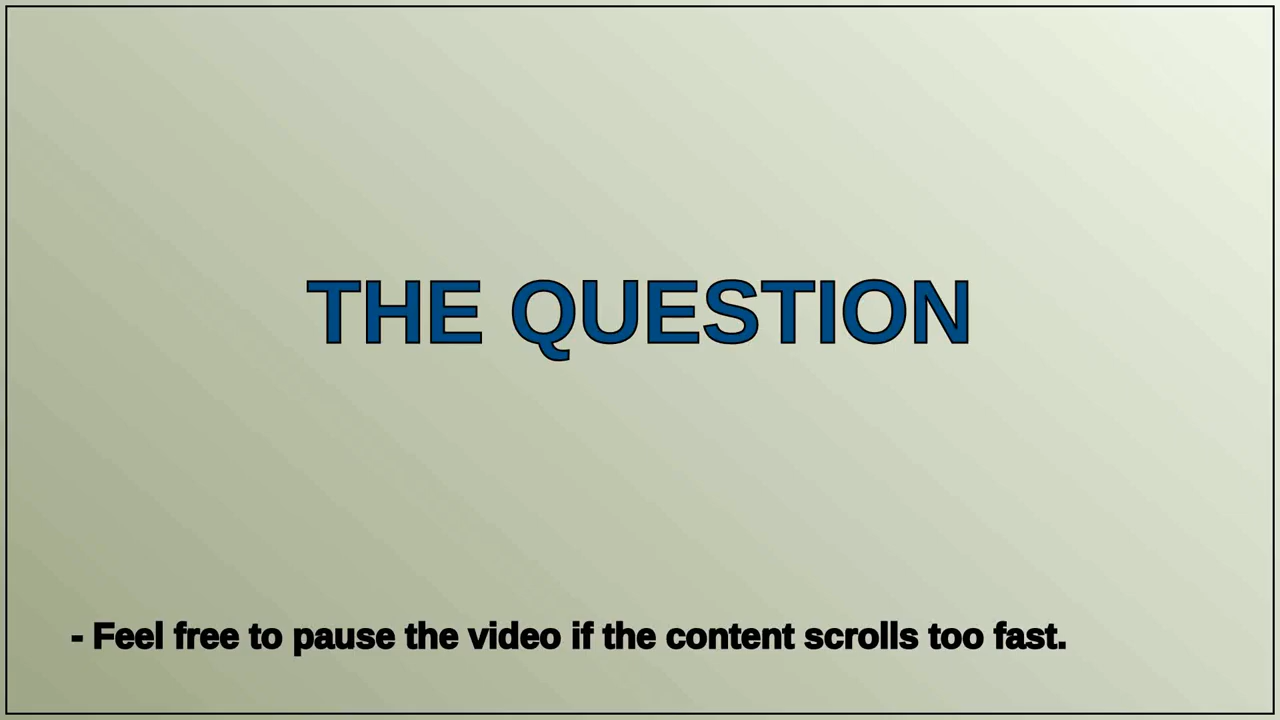 THE QUESTION
- Feel free to pause the video if the content scrolls too fast.